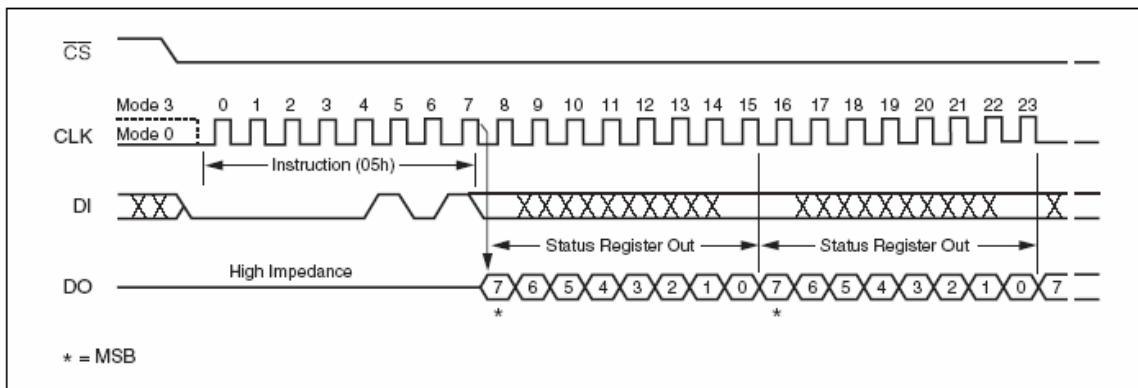 CS
Mode 3 0 1 2 3 4 5 6 7 8 9 10 11 12 13 14 15 16 17 18 19 20 21 22 23
CLK Mode 0
Instruction (05h)
DI
Status Register Out Status Register Out
High Impedance
DO 7 6 5 4 3 2 1 0 7 6 5 4 3 2 1 0 7
* *
* = MSB